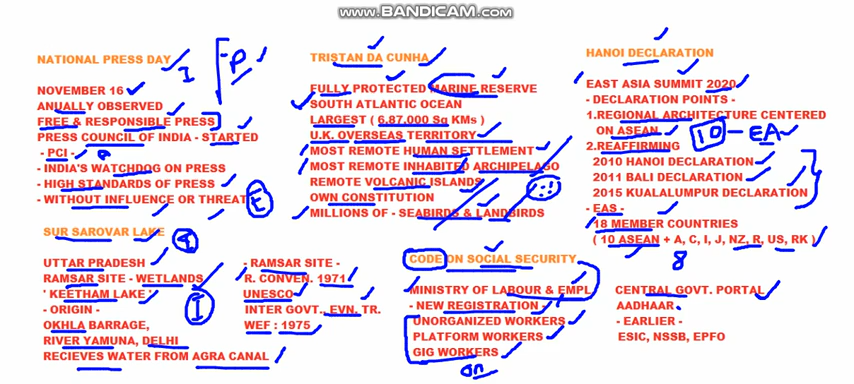 www.BANDICAM.com
NATIONAL PRESS DAY
I
P
NOVEMBER 16
ANUALLY OBSERVED
FREE & RESPONSIBLE PRESS
PRESS COUNCIL OF INDIA - STARTED
- PCI -
- INDIA'S WATCHDOG ON PRESS
- HIGH STANDARDS OF PRESS
- WITHOUT INFLUENCE OR THREAT
E
TRISTAN DA CUNHA
FULLY PROTECTED MARINE RESERVE
SOUTH ATLANTIC OCEAN
LARGEST ( 6,87,000 Sq KMs )
U.K. OVERSEAS TERRITORY
MOST REMOTE HUMAN SETTLEMENT
MOST REMOTE INHABITED ARCHIPELAGO
REMOTE VOLCANIC ISLANDS
OWN CONSTITUTION
MILLIONS OF - SEABIRDS & LANDBIRDS
HANOI DECLARATION
EAST ASIA SUMMIT 2020
- DECLARATION POINTS -
1.REGIONAL ARCHITECTURE CENTERED
ON ASEAN
10 - EA
2.REAFFIRMING
2010 HANOI DECLARATION
2011 BALI DECLARATION
2015 KUALALUMPUR DECLARATION
- EAS -
18 MEMBER COUNTRIES
( 10 ASEAN + A, C, I, J, NZ, R, US, RK )
8
SUR SAROVAR LAKE
UTTAR PRADESH
RAMSAR SITE - WETLANDS
' KEETHAM LAKE '
- ORIGIN -
OKHLA BARRAGE,
RIVER YAMUNA, DELHI
RECIEVES WATER FROM AGRA CANAL
I
- RAMSAR SITE -
R. CONVEN. 1971
UNESCO
INTER GOVT.. EVN. TR.
WEF : 1975
CODE ON SOCIAL SECURITY
MINISTRY OF LABOUR & EMPL.
- NEW REGISTRATION -
UNORGANIZED WORKERS
PLATFORM WORKERS
GIG WORKERS
CENTRAL GOVT. PORTAL
AADHAAR
- EARLIER -
ESIC, NSSB, EPFO